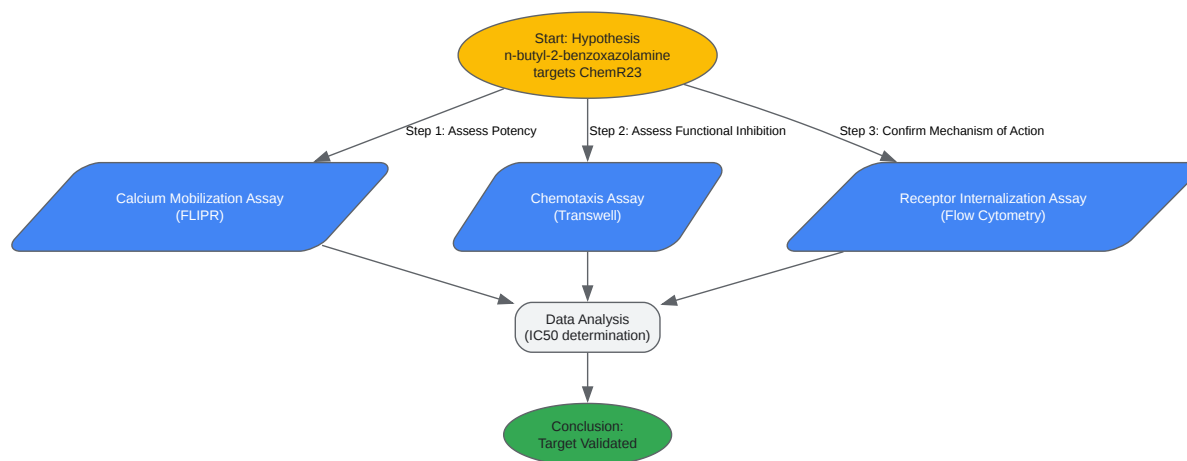 Start: Hypothesis
n-butyl-2-benzoxazolamine
targets ChemR23
Step 1: Assess Potency
Step 2: Assess Functional Inhibition
Step 3: Confirm Mechanism of Action
Calcium Mobilization Assay
(FLIPR)
Chemotaxis Assay
(Transwell)
Receptor Internalization Assay
(Flow Cytometry)
Data Analysis
(IC50 determination)
Conclusion:
Target Validated